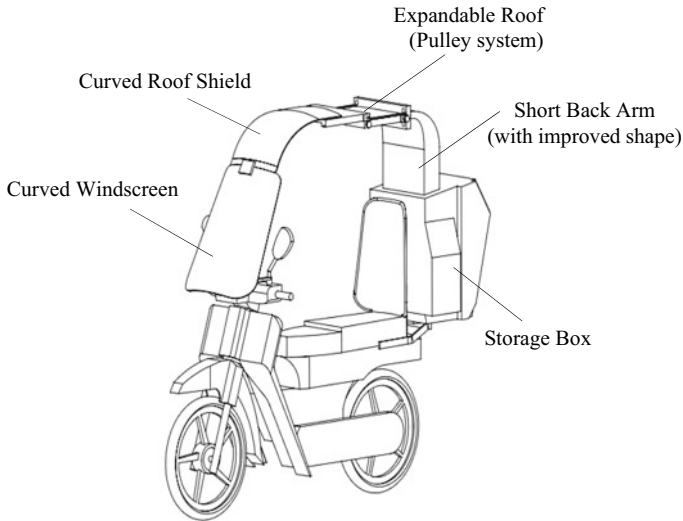 Expandable Roof
(Pulley system)
Curved Roof Shield
Short Back Arm
(with improved shape)
Curved Windscreen
Storage Box